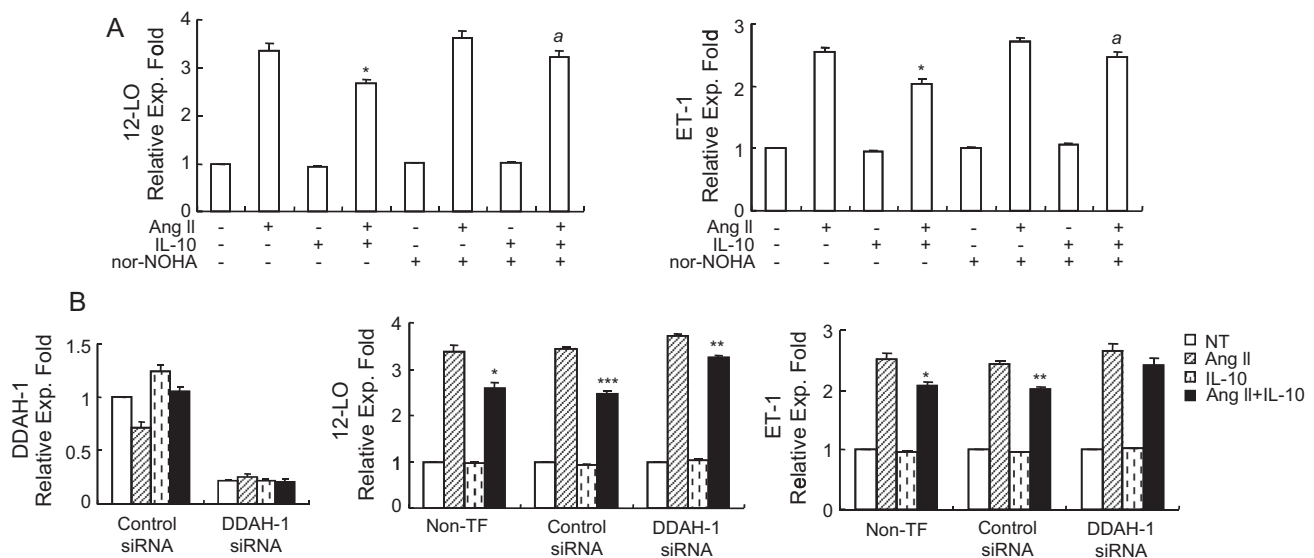 A
12-LO
Relative Exp. Fold
4
3
2
1
0
*
a
Ang II - + - + - + - +
IL-10 - - + + - - + +
nor-NOHA - - - - + + + +
ET-1
Relative Exp. Fold
3
2
1
0
*
a
Ang II - + - + - + - +
IL-10 - - + + - - + +
nor-NOHA - - - - + + + +
B
DDAH-1
Relative Exp. Fold
1.5
1
0.5
0
Control
siRNA
DDAH-1
siRNA
12-LO
Relative Exp. Fold
4
3
2
1
0
*
***
**
Non-TF
Control
siRNA
DDAH-1
siRNA
ET-1
Relative Exp. Fold
3
2
1
0
*
**
Non-TF
Control
siRNA
DDAH-1
siRNA
NT
Ang II
IL-10
Ang II+IL-10